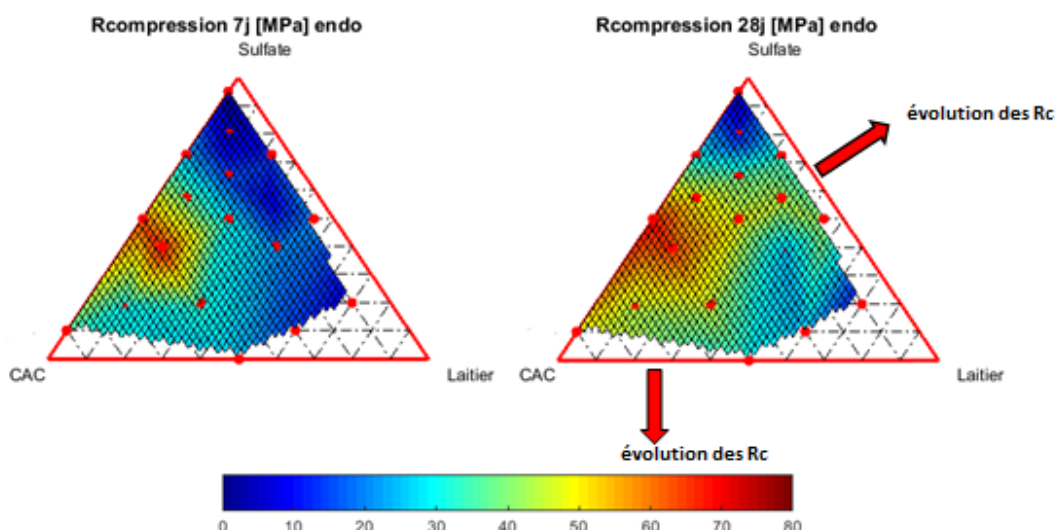 Rcompression 7j [MPa] endo
Sulfate
CAC
Laitier
Rcompression 28j [MPa] endo
Sulfate
évolution des Rc
CAC
Laitier
évolution des Rc
0 10 20 30 40 50 60 70 80